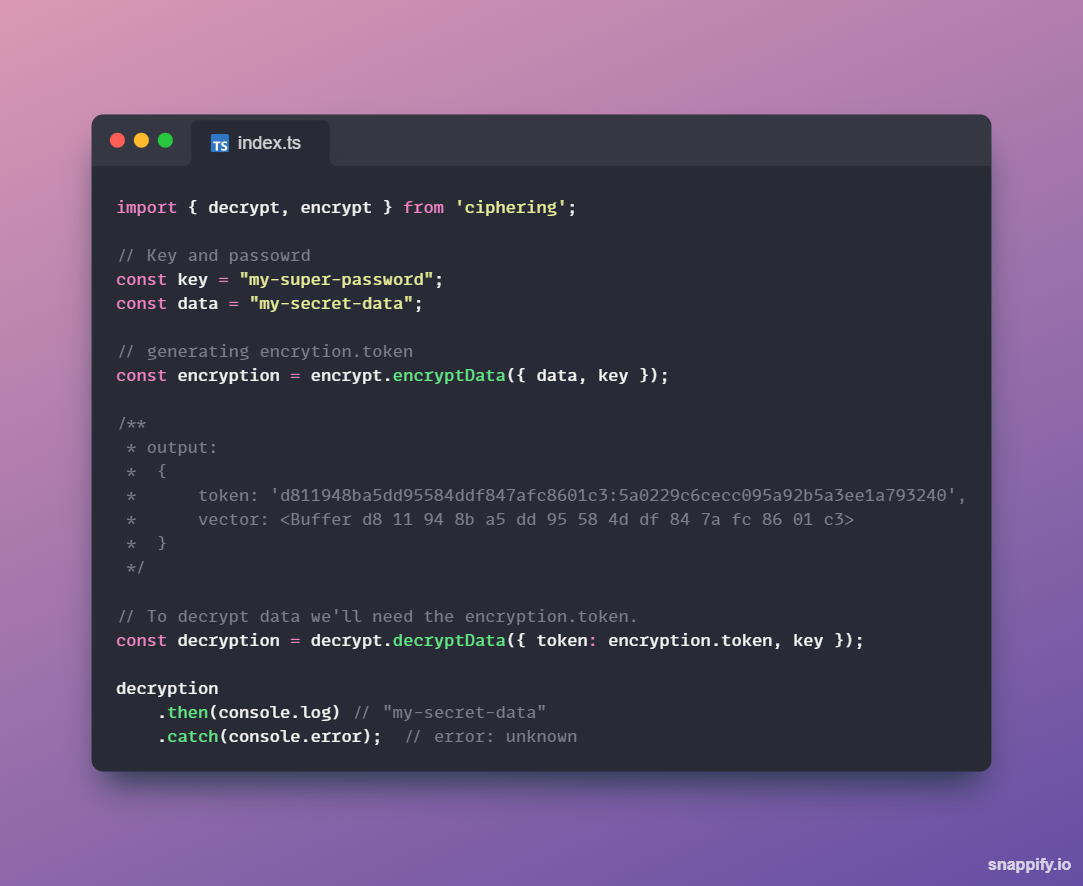 TS index.ts
import { decrypt, encrypt } from 'ciphering';
// Key and passowrd
const key = "my-super-password";
const data = "my-secret-data";
// generating encrytion.token
const encryption = encrypt.encryptData({ data, key });
/**
 * output:
 *  {
 *      token: 'd811948ba5dd95584ddf847afc8601c3:5a0229c6cecc095a92b5a3ee1a793240',
 *      vector: <Buffer d8 11 94 8b a5 dd 95 58 4d df 84 7a fc 86 01 c3>
 *  }
 */
// To decrypt data we'll need the encryption.token.
const decryption = decrypt.decryptData({ token: encryption.token, key });
decryption
    .then(console.log) // "my-secret-data"
    .catch(console.error);  // error: unknown
snappify.io